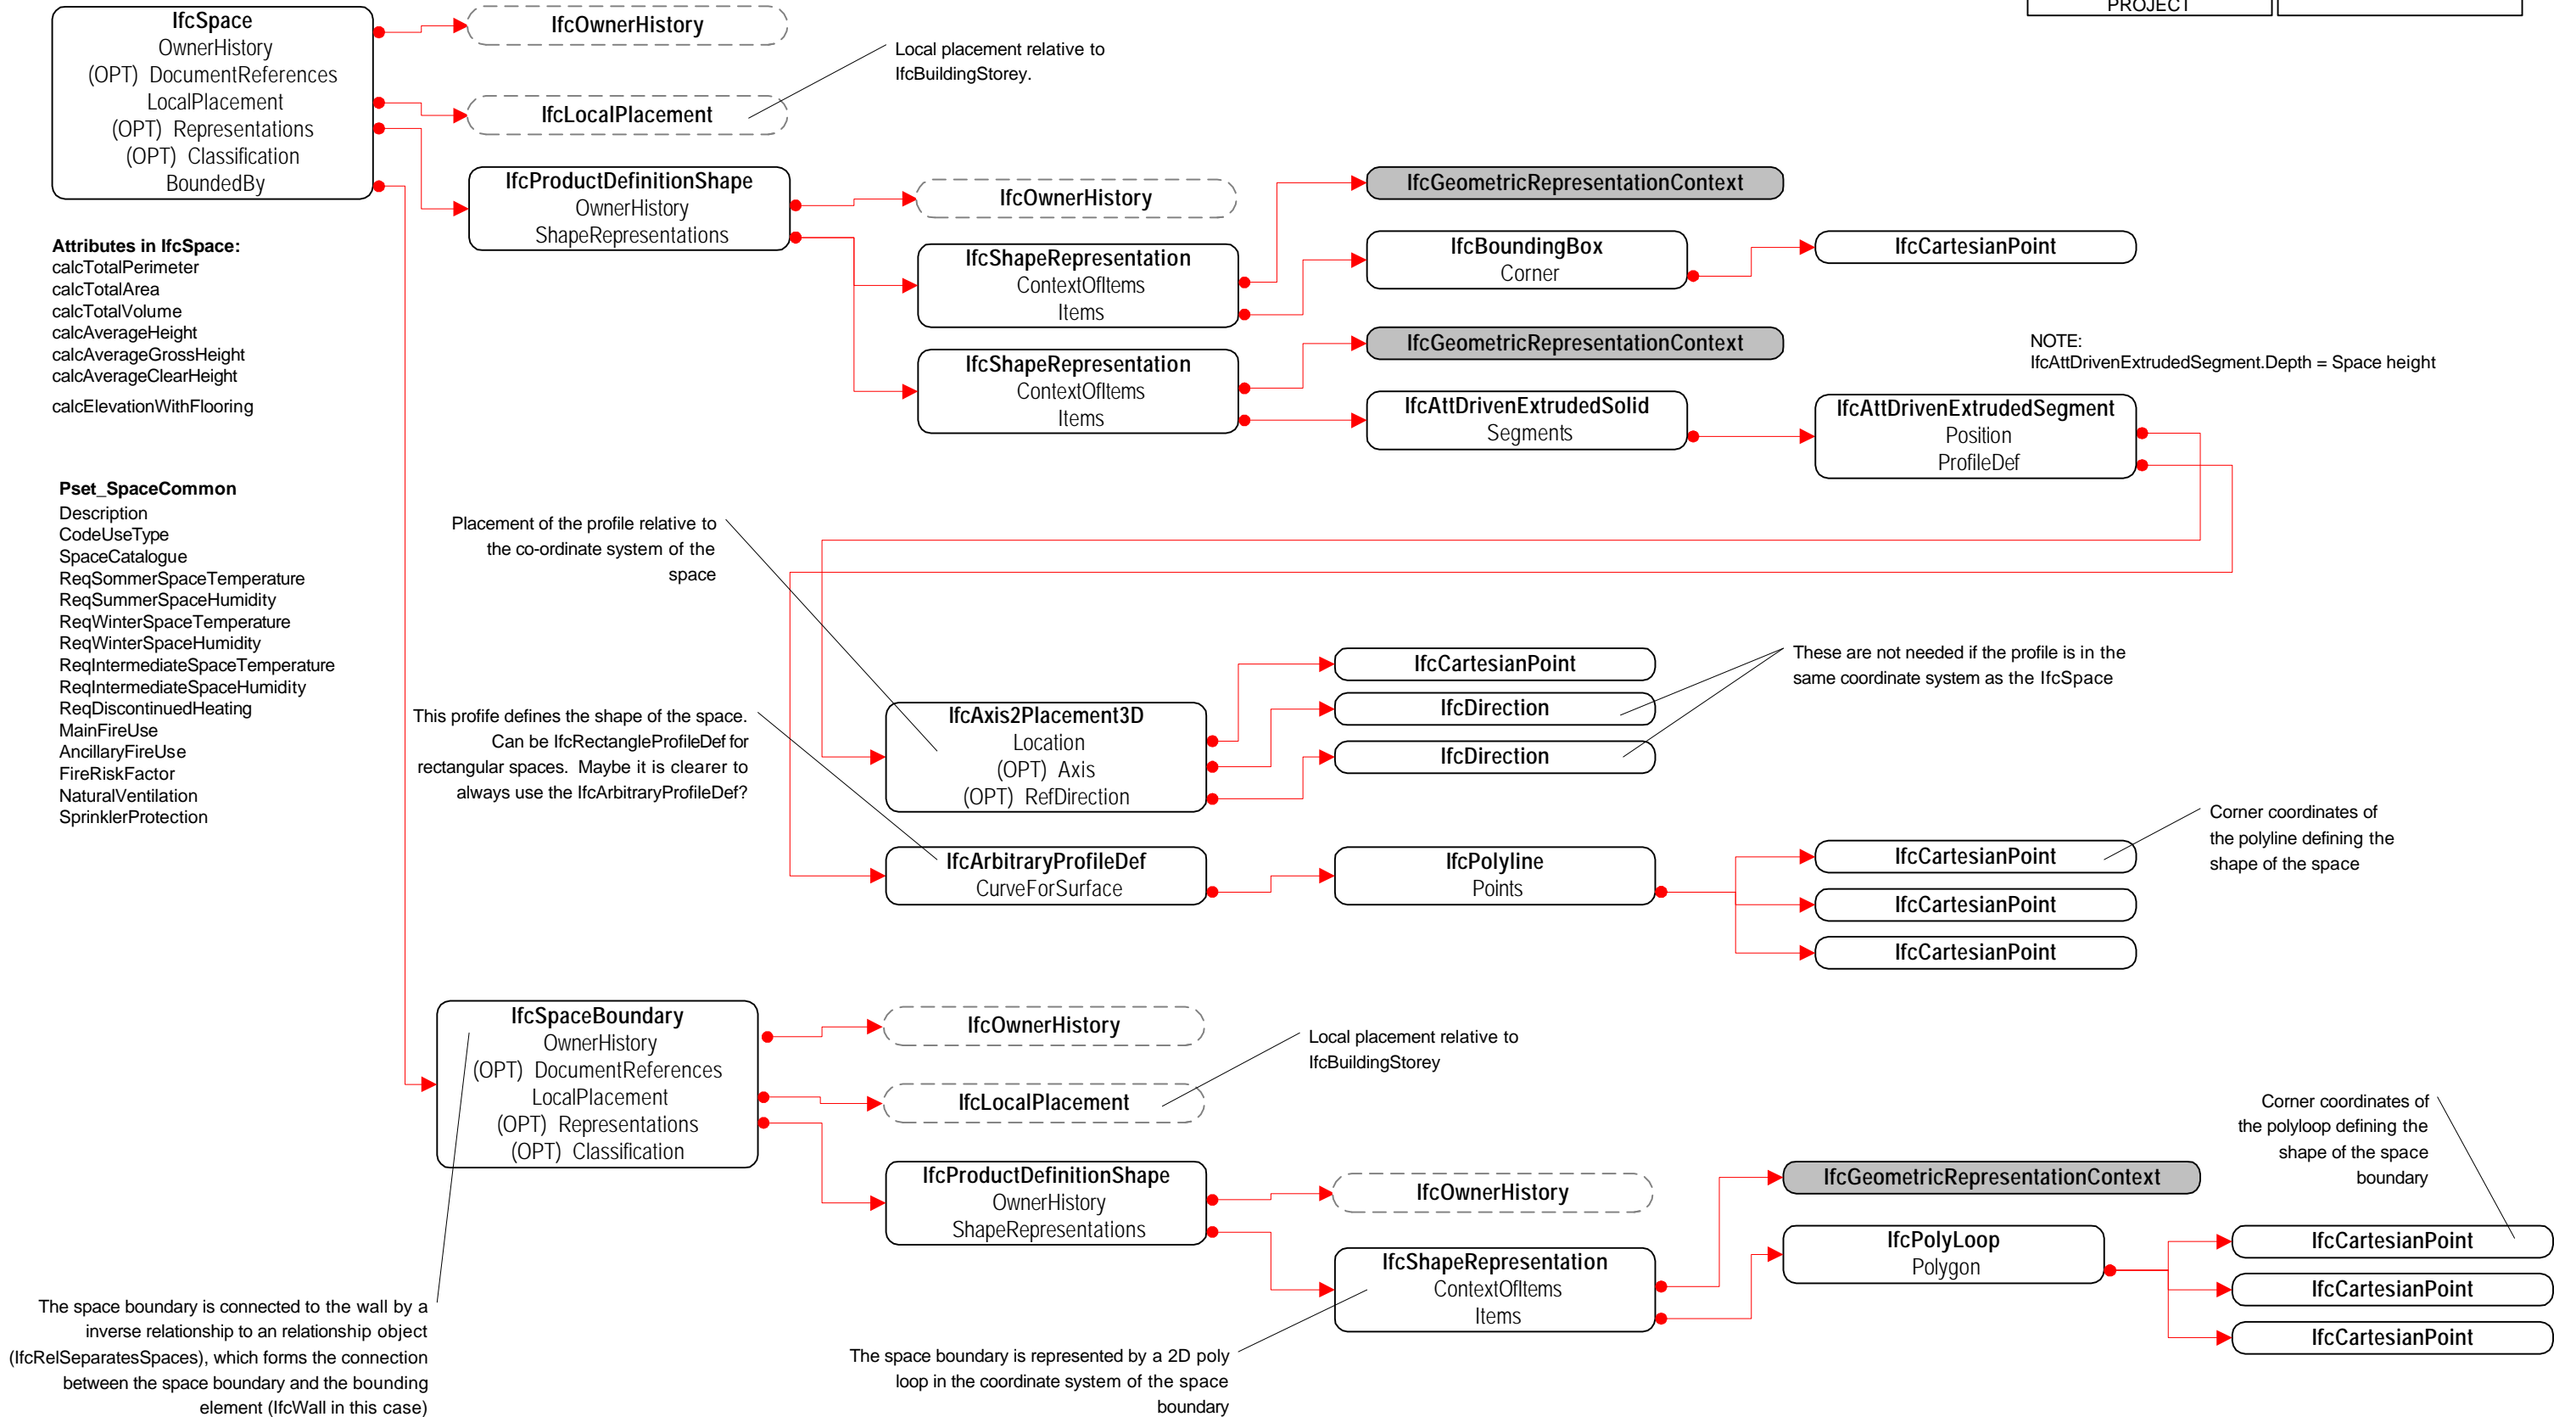 PROJECT
IfcSpace
OwnerHistory
(OPT) DocumentReferences
LocalPlacement
(OPT) Representations
(OPT) Classification
BoundedBy
IfcOwnerHistory
Local placement relative to
IfcBuildingStorey.
IfcLocalPlacement
IfcProductDefinitionShape
OwnerHistory
ShapeRepresentations
IfcOwnerHistory
IfcGeometricRepresentationContext
IfcShapeRepresentation
ContextOfItems
Items
IfcBoundingBox
Corner
IfcCartesianPoint
IfcGeometricRepresentationContext
IfcShapeRepresentation
ContextOfItems
Items
IfcAttDrivenExtrudedSolid
Segments
NOTE:
IfcAttDrivenExtrudedSegment.Depth = Space height
IfcAttDrivenExtrudedSegment
Position
ProfileDef
Attributes in IfcSpace:
calcTotalPerimeter
calcTotalArea
calcTotalVolume
calcAverageHeight
calcAverageGrossHeight
calcAverageClearHeight
calcElevationWithFlooring
Pset_SpaceCommon
Description
CodeUseType
SpaceCatalogue
ReqSommerSpaceTemperature
ReqSummerSpaceHumidity
ReqWinterSpaceTemperature
ReqWinterSpaceHumidity
ReqIntermediateSpaceTemperature
ReqIntermediateSpaceHumidity
ReqDiscontinuedHeating
MainFireUse
AncillaryFireUse
FireRiskFactor
NaturalVentilation
SprinklerProtection
Placement of the profile relative to
the co-ordinate system of the
space
This profife defines the shape of the space.
Can be IfcRectangleProfileDef for
rectangular spaces. Maybe it is clearer to
always use the IfcArbitraryProfileDef?
IfcAxis2Placement3D
Location
(OPT) Axis
(OPT) RefDirection
IfcCartesianPoint
IfcDirection
IfcDirection
These are not needed if the profile is in the
same coordinate system as the IfcSpace
IfcArbitraryProfileDef
CurveForSurface
IfcPolyline
Points
IfcCartesianPoint
IfcCartesianPoint
IfcCartesianPoint
Corner coordinates of
the polyline defining the
shape of the space
IfcSpaceBoundary
OwnerHistory
(OPT) DocumentReferences
LocalPlacement
(OPT) Representations
(OPT) Classification
IfcOwnerHistory
Local placement relative to
IfcBuildingStorey
IfcLocalPlacement
IfcProductDefinitionShape
OwnerHistory
ShapeRepresentations
IfcOwnerHistory
IfcShapeRepresentation
ContextOfItems
Items
IfcGeometricRepresentationContext
IfcPolyLoop
Polygon
Corner coordinates of
the polyloop defining the
shape of the space
boundary
IfcCartesianPoint
IfcCartesianPoint
IfcCartesianPoint
The space boundary is connected to the wall by a
inverse relationship to an relationship object
(IfcRelSeparatesSpaces), which forms the connection
between the space boundary and the bounding
element (IfcWall in this case)
The space boundary is represented by a 2D poly
loop in the coordinate system of the space
boundary